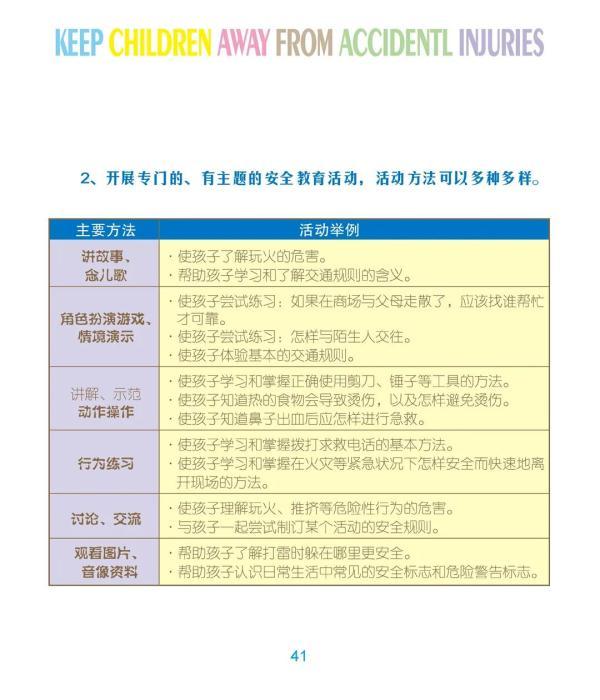 KEEP CHILDREN AWAY FROM ACCIDENTL INJURIES
2、开展专门的、有主题的安全教育活动，活动方法可以多种多样。
主要方法 活动举例
讲故事、
念儿歌
·使孩子了解玩火的危害。
·帮助孩子学习和了解交通规则的含义。
角色扮演游戏、
情境演示
·使孩子尝试练习：如果在商场与父母走散了，应该找谁帮忙
才可靠。
·使孩子尝试练习：怎样与陌生人交往。
·使孩子体验基本的交通规则。
讲解、示范
动作操作
·使孩子学习和掌握正确使用剪刀、锤子等工具的方法。
·使孩子知道热的食物会导致烫伤，以及怎样避免烫伤。
·使孩子知道鼻子出血后应怎样进行急救。
行为练习
·使孩子学习和掌握拨打求救电话的基本方法。
·使孩子学习和掌握在火灾等紧急状况下怎样安全而快速地离
开现场的方法。
讨论、交流
·使孩子理解玩火、推挤等危险性行为的危害。
·与孩子一起尝试制订某个活动的安全规则。
观看图片、
音像资料
·帮助孩子了解打雷时躲在哪里更安全。
·帮助孩子认识日常生活中常见的安全标志和危险警告标志。
41